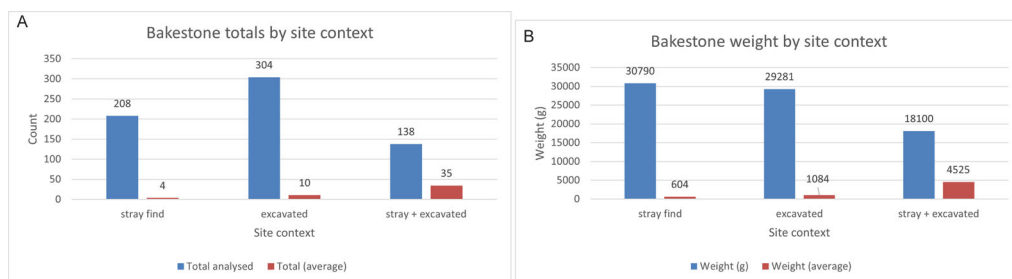 A
Bakestone totals by site context
350
300
250
200
150
100
50
0
Count
208
4
304
10
138
35
stray find
excavated
stray + excavated
Site context
Total analysed
Total (average)
B
Bakestone weight by site context
35000
30000
25000
20000
15000
10000
5000
0
Weight (g)
30790
604
29281
1084
18100
4525
stray find
excavated
stray + excavated
Site context
Weight (g)
Weight (average)